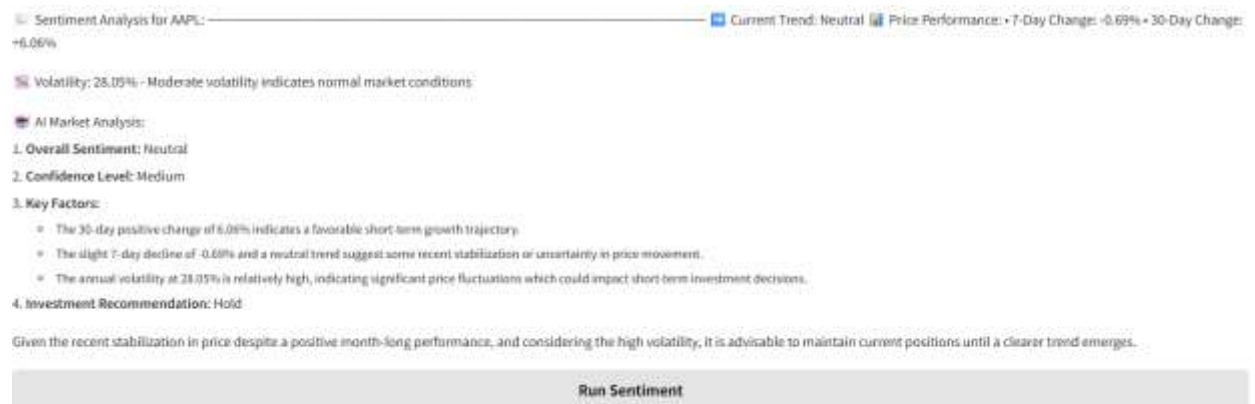 Sentiment Analysis for AAPL: ──────────────────── ➡️ Current Trend: Neutral 📊 Price Performance: • 7-Day Change: -0.69% • 30-Day Change:
+6.06%
Volatility: 28.05% - Moderate volatility indicates normal market conditions
AI Market Analysis:
1. Overall Sentiment: Neutral
2. Confidence Level: Medium
3. Key Factors:
The 30-day positive change of 6.06% indicates a favorable short-term growth trajectory.
The slight 7-day decline of -0.69% and a neutral trend suggest some recent stabilization or uncertainty in price movement.
The annual volatility at 28.05% is relatively high, indicating significant price fluctuations which could impact short-term investment decisions.
4. Investment Recommendation: Hold
Given the recent stabilization in price despite a positive month-long performance, and considering the high volatility, it is advisable to maintain current positions until a clearer trend emerges.
Run Sentiment